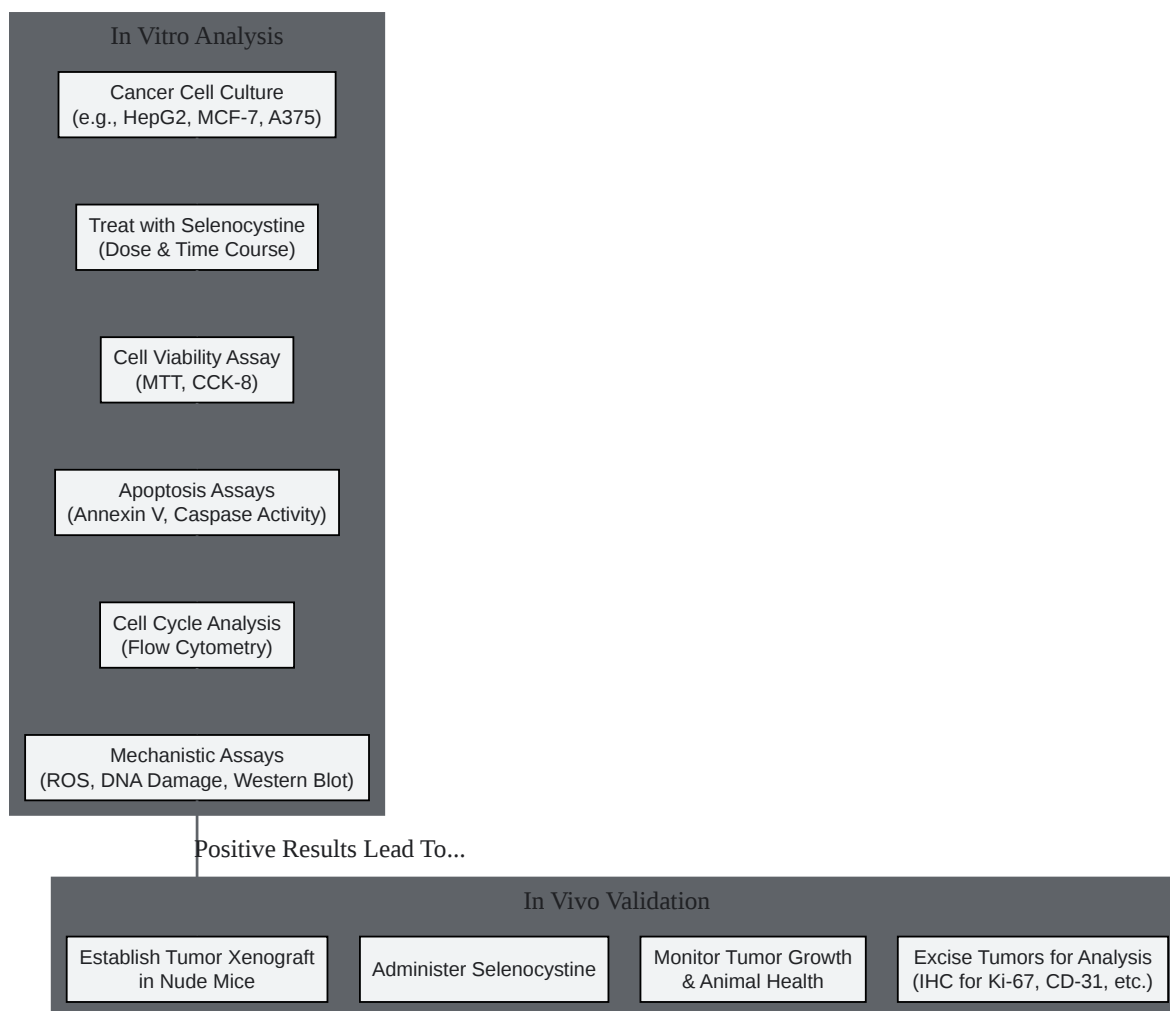 In Vitro Analysis
Cancer Cell Culture
(e.g., HepG2, MCF-7, A375)
Treat with Selenocystine
(Dose & Time Course)
Cell Viability Assay
(MTT, CCK-8)
Apoptosis Assays
(Annexin V, Caspase Activity)
Cell Cycle Analysis
(Flow Cytometry)
Mechanistic Assays
(ROS, DNA Damage, Western Blot)
Positive Results Lead To...
In Vivo Validation
Establish Tumor Xenograft
in Nude Mice
Administer Selenocystine
Monitor Tumor Growth
& Animal Health
Excise Tumors for Analysis
(IHC for Ki-67, CD-31, etc.)